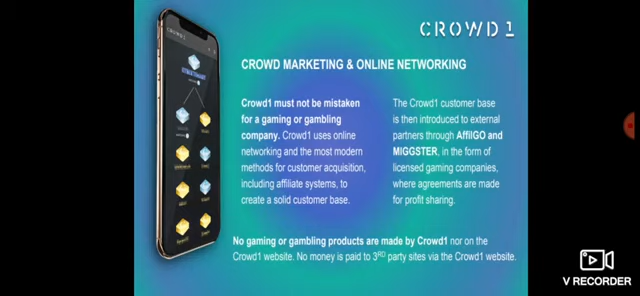 CROWD1
CROWD MARKETING & ONLINE NETWORKING
Crowd1 must not be mistaken
for a gaming or gambling
company. Crowd1 uses online
networking and the most modern
methods for customer acquisition,
including affiliate systems, to
create a solid customer base.
The Crowd1 customer base
is then introduced to external
partners through AffilGO and
MIGGSTER, in the form of
licensed gaming companies,
where agreements are made
for profit sharing.
No gaming or gambling products are made by Crowd1 nor on the
Crowd1 website. No money is paid to 3RD party sites via the Crowd1 website.
V RECORDER